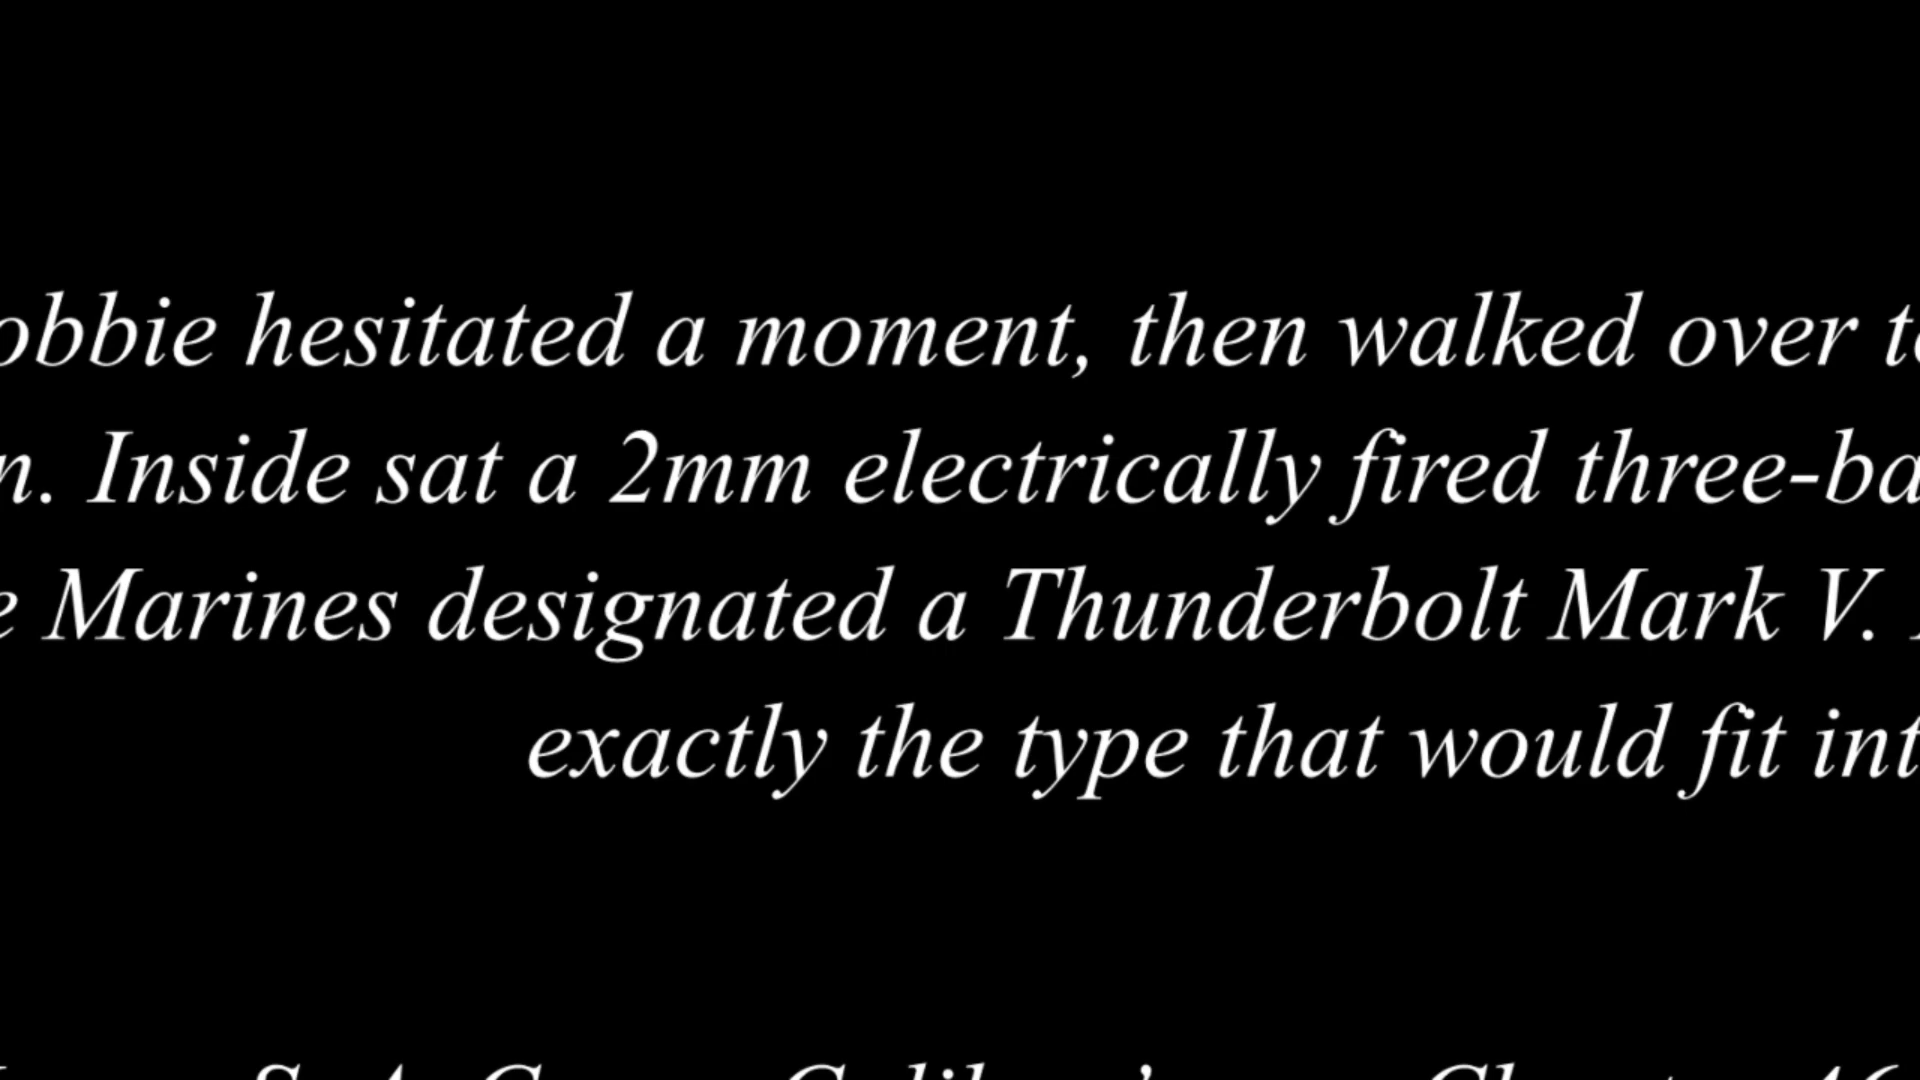 obbie hesitated a moment, then walked over t
n. Inside sat a 2mm electrically fired three-ba
e Marines designated a Thunderbolt Mark V.
exactly the type that would fit int